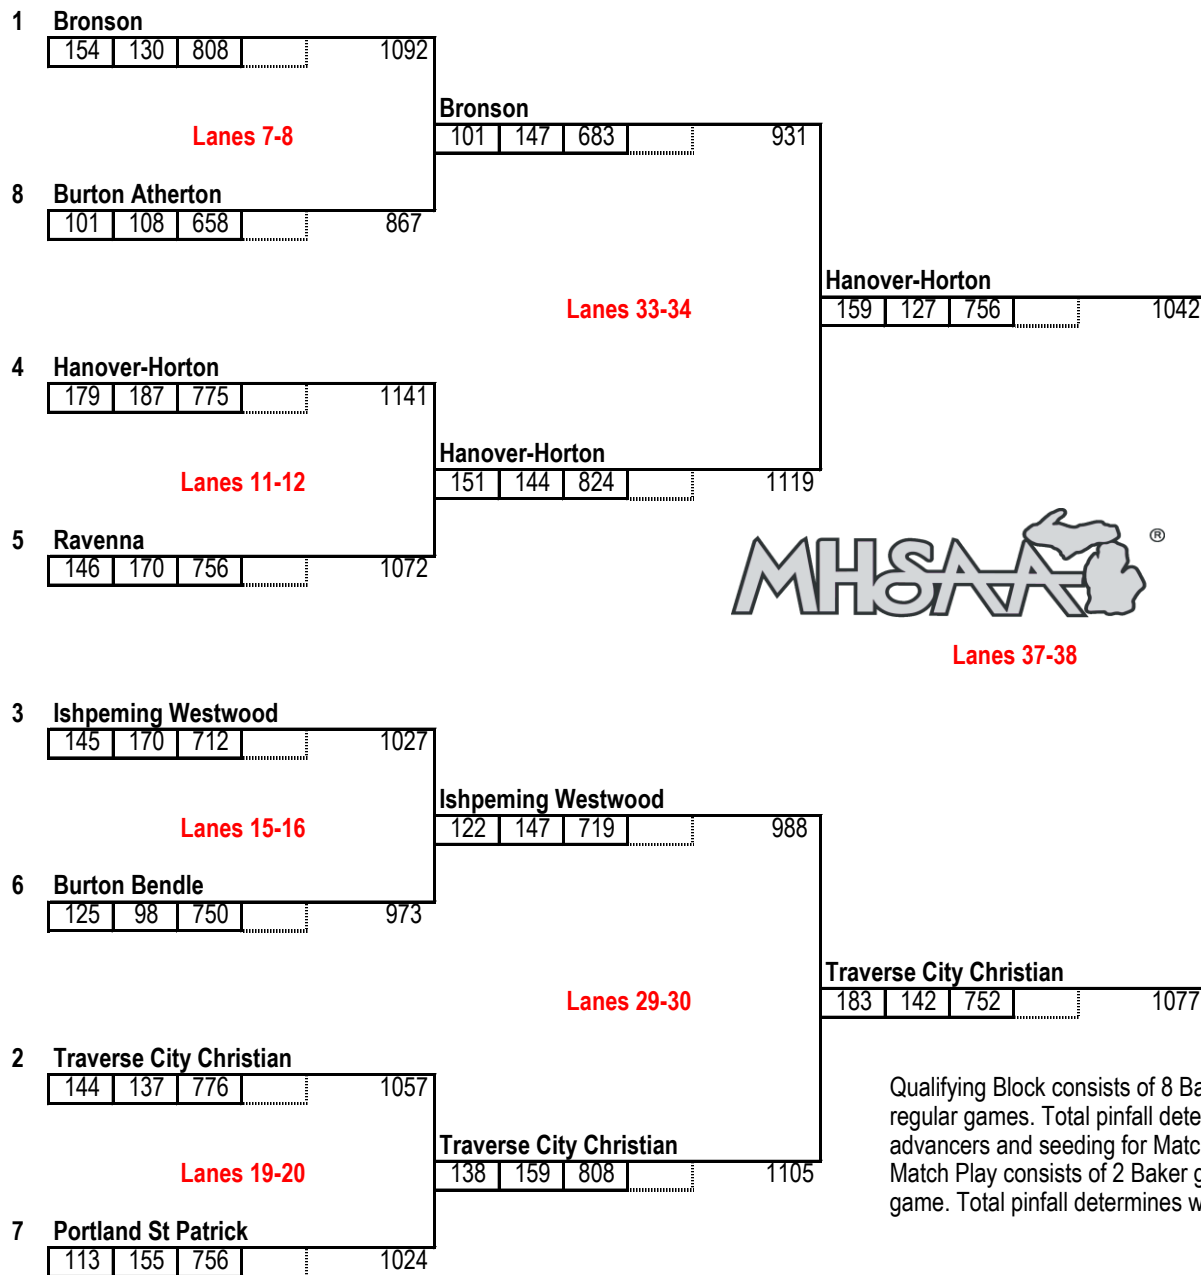 1 Bronson
154 130 808 1092
Bronson
Lanes 7-8 101 147 683 931
8 Burton Atherton
101 108 658 867
Hanover-Horton
Lanes 33-34 159 127 756 1042
4 Hanover-Horton
179 187 775 1141
Hanover-Horton
Lanes 11-12 151 144 824 1119
5 Ravenna
146 170 756 1072
MHSAA ®
Lanes 37-38
3 Ishpeming Westwood
145 170 712 1027
Ishpeming Westwood
Lanes 15-16 122 147 719 988
6 Burton Bendle
125 98 750 973
Traverse City Christian
Lanes 29-30 183 142 752 1077
2 Traverse City Christian
144 137 776 1057
Traverse City Christian
Lanes 19-20 138 159 808 1105
7 Portland St Patrick
113 155 756 1024
Qualifying Block consists of 8 Ba
regular games. Total pinfall dete
advancers and seeding for Matc
Match Play consists of 2 Baker g
game. Total pinfall determines w